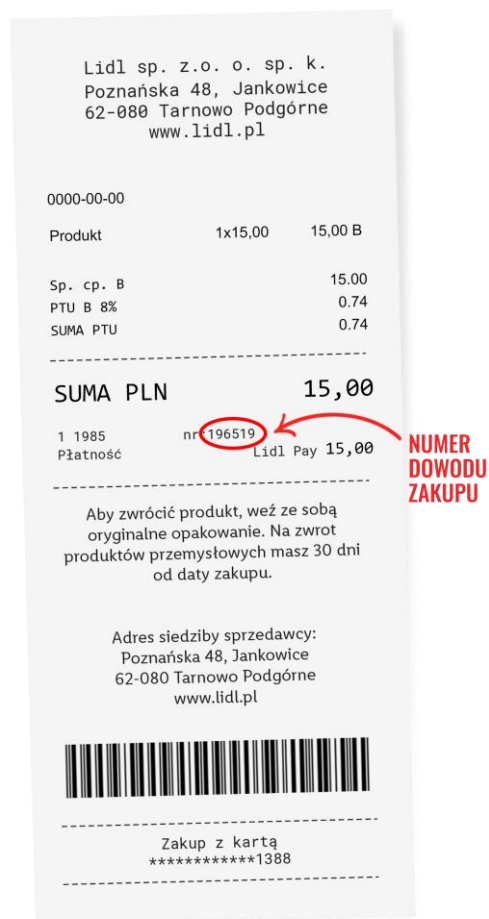 Lidl sp. z.o. o. sp. k.
Poznańska 48, Jankowice
62-080 Tarnowo Podgórne
www.lidl.pl
0000-00-00
Produkt 1x15,00 15,00 B
Sp. cp. B 15.00
PTU B 8% 0.74
SUMA PTU 0.74
SUMA PLN 15,00
1 1985 nr:196519
Płatność Lidl Pay 15,00
NUMER
DOWODU
ZAKUPU
Aby zwrócić produkt, weź ze sobą
oryginalne opakowanie. Na zwrot
produktów przemysłowych masz 30 dni
od daty zakupu.
Adres siedziby sprzedawcy:
Poznańska 48, Jankowice
62-080 Tarnowo Podgórne
www.lidl.pl
Zakup z kartą
************1388